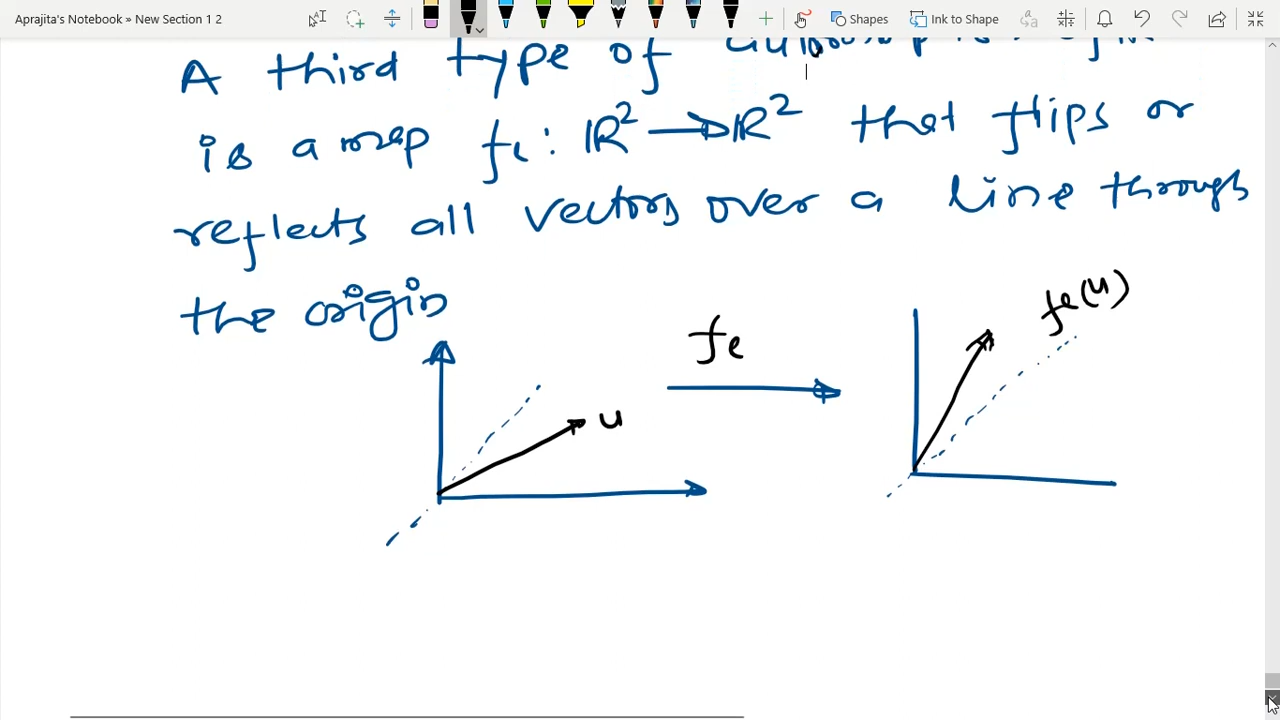 Aprajita's Notebook » New Section 1 2
Shapes
Ink to Shape
A third type of
is a map fℓ : ℝ² → ℝ² that flips or
reflects all vectors over a line through
the origin
fℓ(u)
fℓ
u